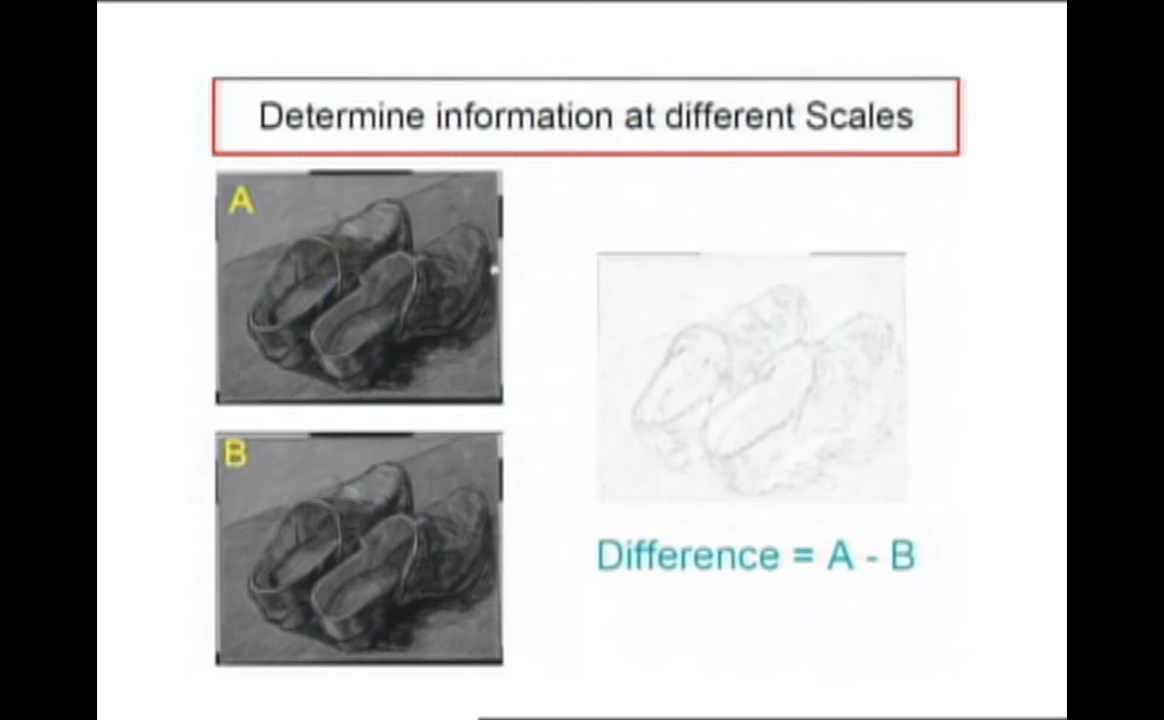 Determine information at different Scales
A
B
Difference = A - B